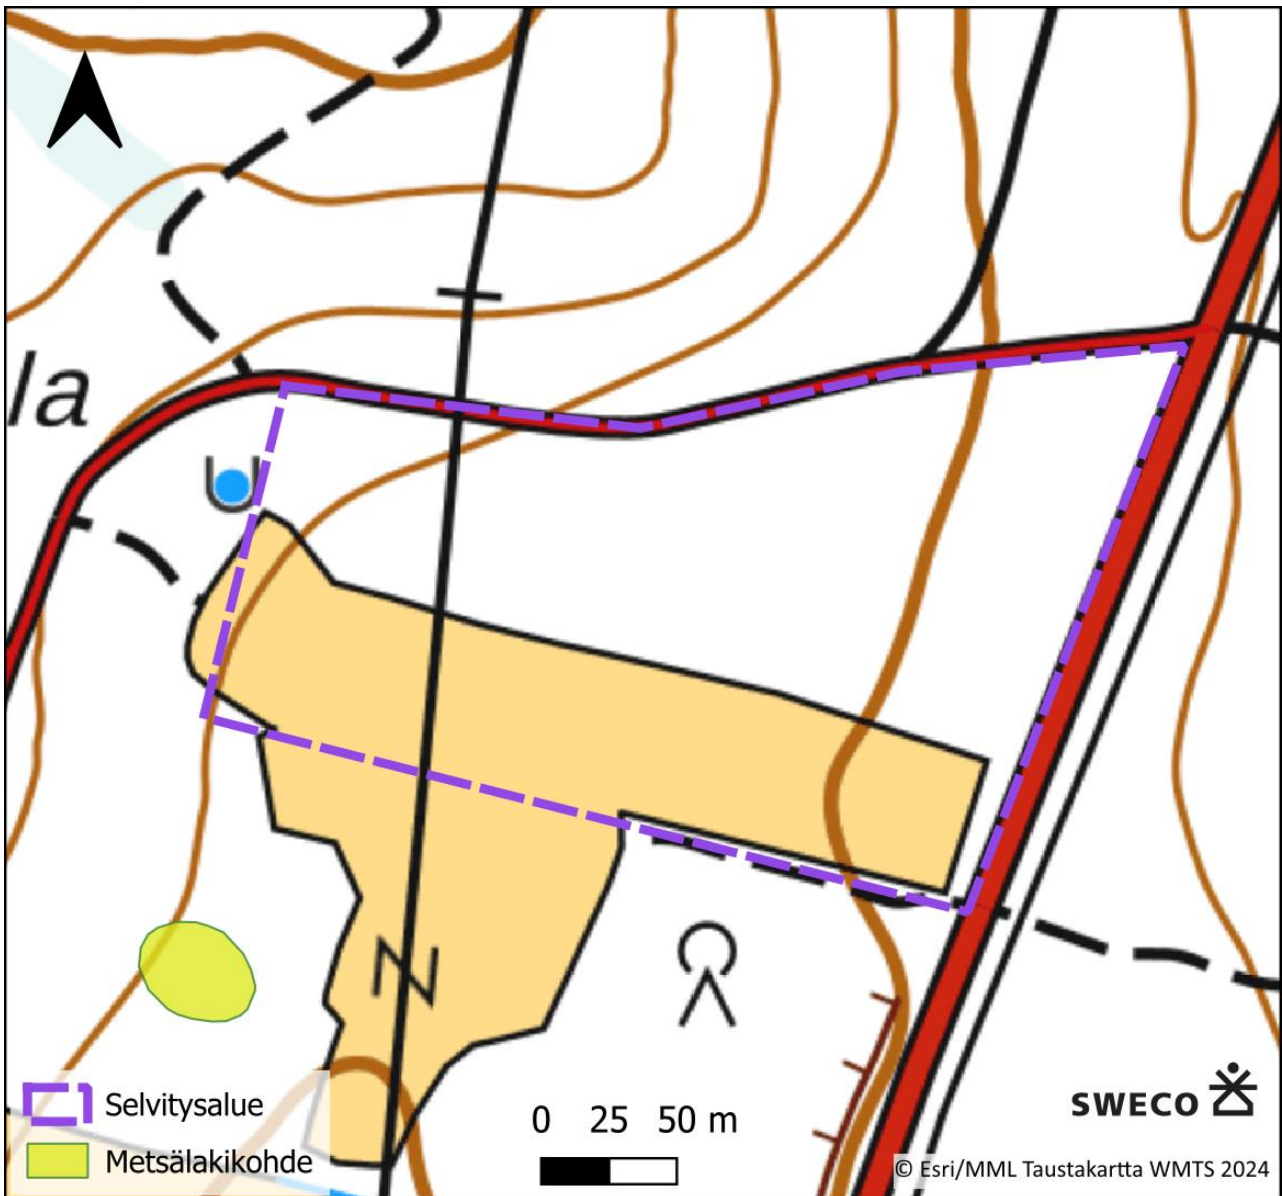 la
Selvitysalue
Metsälakikohde
0 25 50 m
SWECO
© Esri/MML Taustakartta WMTS 2024